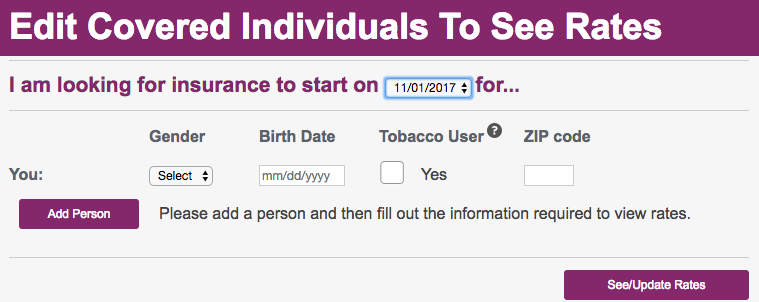 Edit Covered Individuals To See Rates
I am looking for insurance to start on 11/01/2017 for...
Gender Birth Date Tobacco User ? ZIP code
You: Select mm/dd/yyyy Yes
Add Person Please add a person and then fill out the information required to view rates.
See/Update Rates